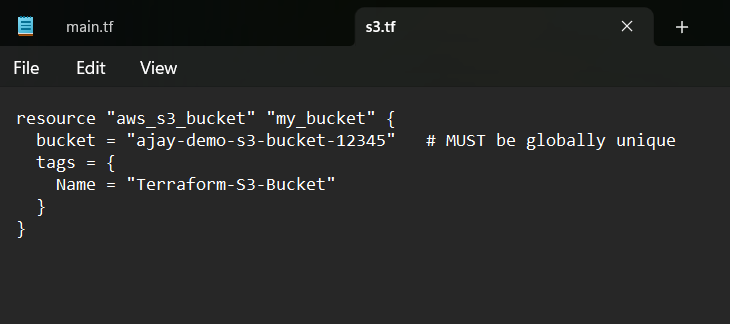 main.tf s3.tf
File Edit View
resource "aws_s3_bucket" "my_bucket" {
  bucket = "ajay-demo-s3-bucket-12345"   # MUST be globally unique
  tags = {
    Name = "Terraform-S3-Bucket"
  }
}